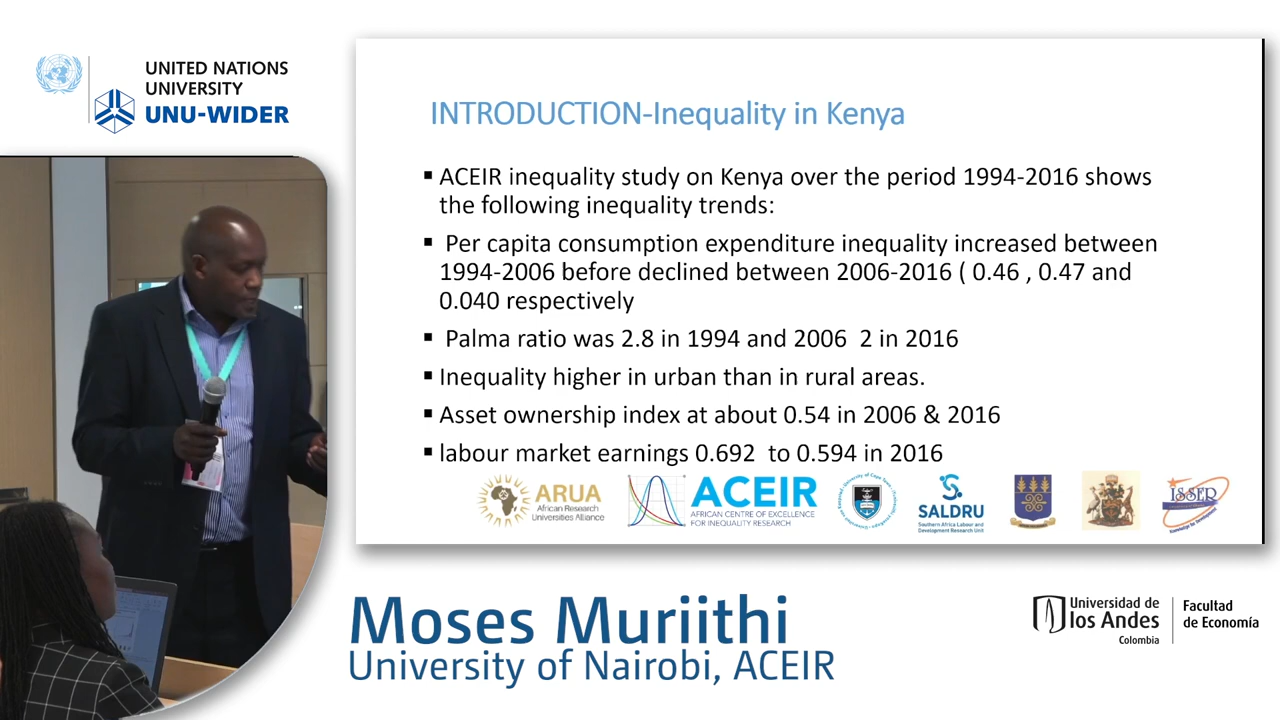 UNITED NATIONS
UNIVERSITY
UNU-WIDER
INTRODUCTION-Inequality in Kenya
▪ ACEIR inequality study on Kenya over the period 1994-2016 shows
the following inequality trends:
▪ Per capita consumption expenditure inequality increased between
1994-2006 before declined between 2006-2016 ( 0.46 , 0.47 and
0.040 respectively
▪ Palma ratio was 2.8 in 1994 and 2006 2 in 2016
▪ Inequality higher in urban than in rural areas.
▪ Asset ownership index at about 0.54 in 2006 & 2016
▪ labour market earnings 0.692 to 0.594 in 2016
ARUA
African Research
Universities Alliance
ACEIR
AFRICAN CENTRE OF EXCELLENCE
FOR INEQUALITY RESEARCH
SALDRU
Southern Africa Labour and
Development Research Unit
ISSER
Knowledge for Development
Moses Muriithi
University of Nairobi, ACEIR
Universidad de
los Andes
Colombia
Facultad
de Economía